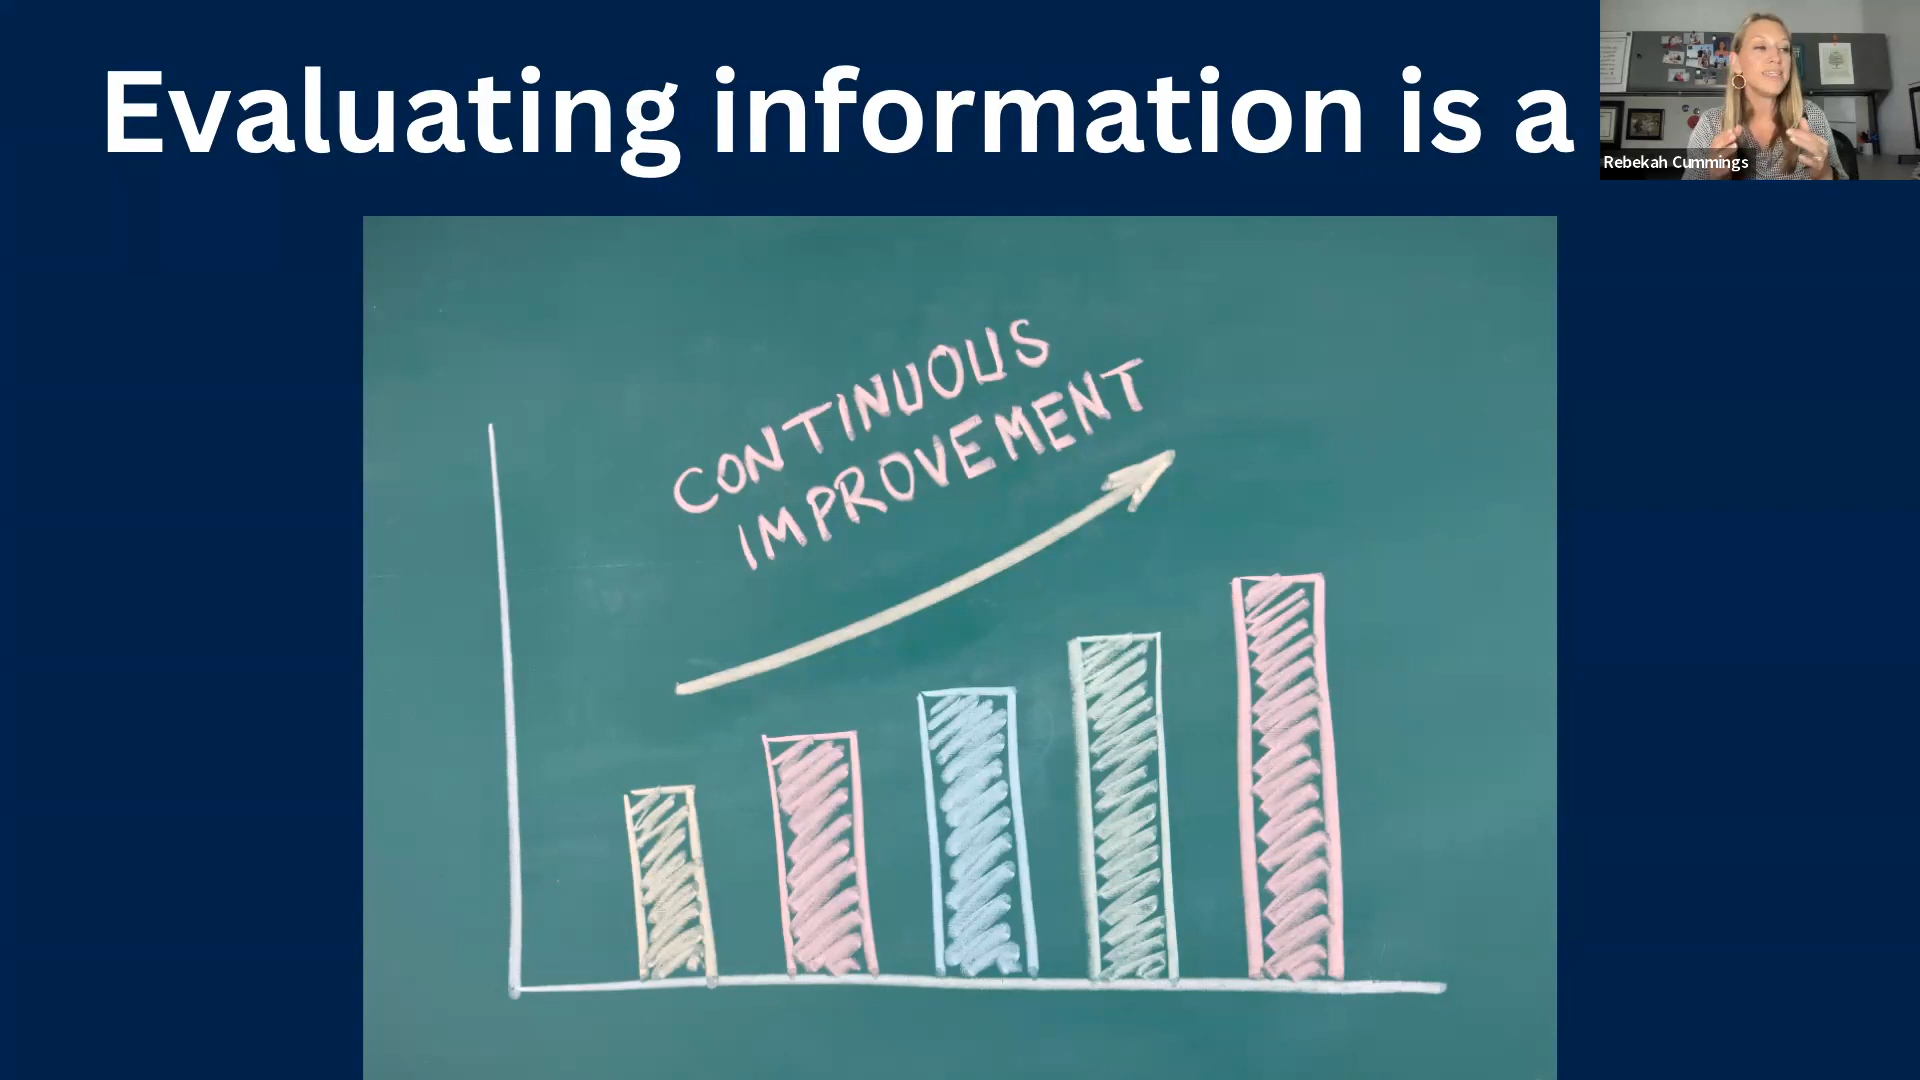 Evaluating information is a
Rebekah Cummings
CONTINUOUS
IMPROVEMENT